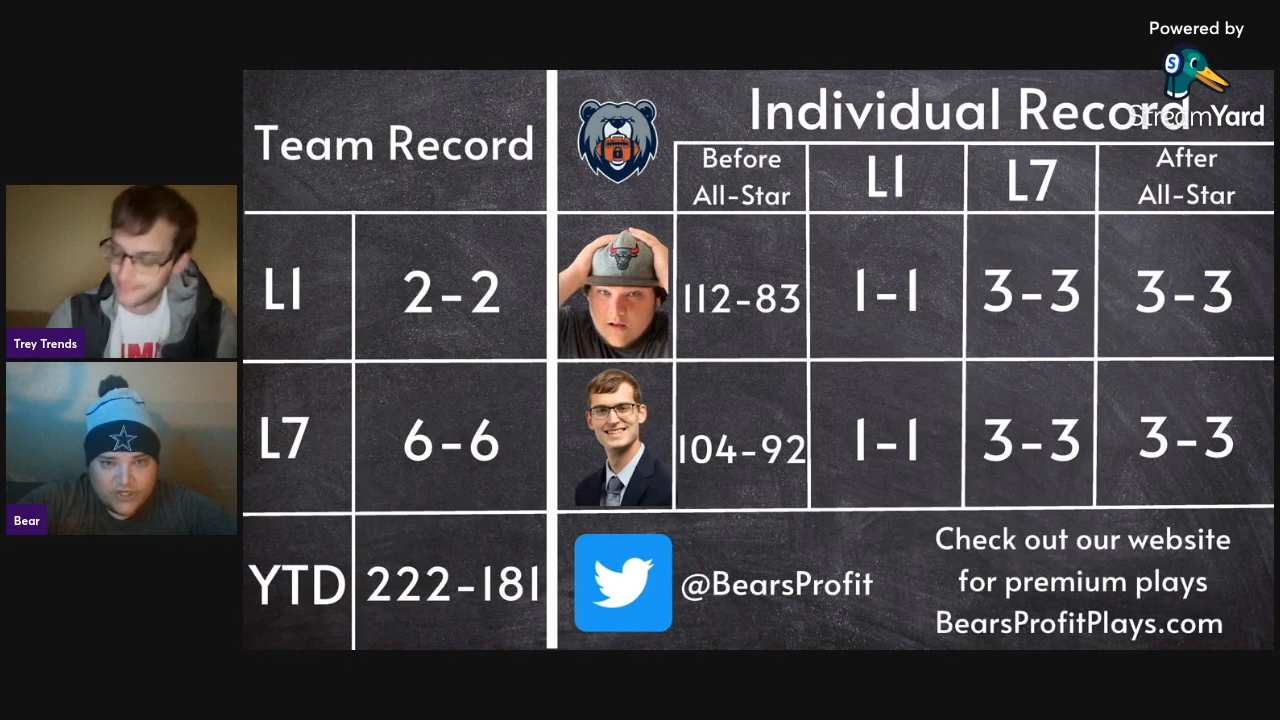 Powered by
StreamYard
Team Record
Individual Record
Before
All-Star
L1
L7
After
All-Star
L1
2-2
112-83
1-1
3-3
3-3
Trey Trends
L7
6-6
104-92
1-1
3-3
3-3
Bear
YTD
222-181
@BearsProfit
Check out our website
for premium plays
BearsProfitPlays.com